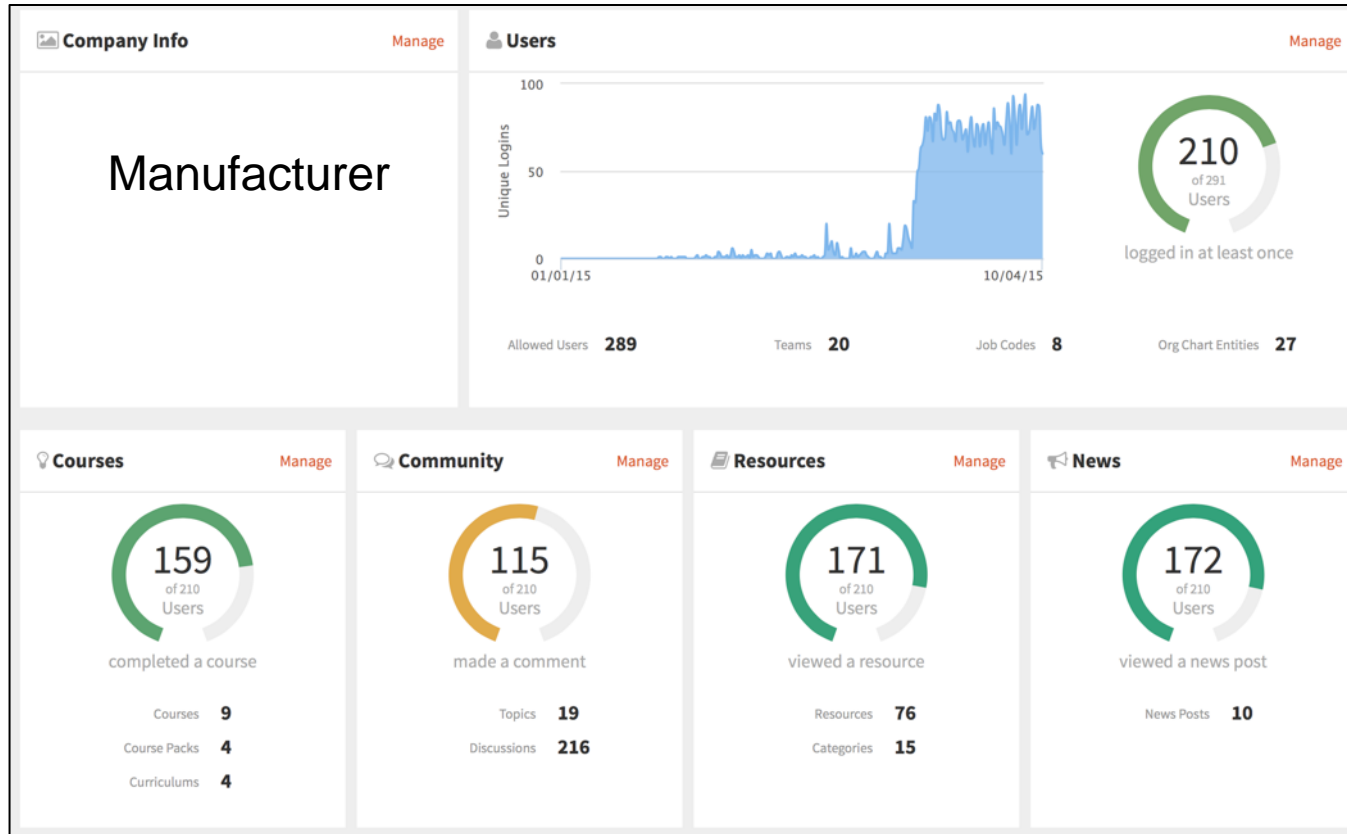 Company Info Manage
Manufacturer
Users Manage
100
50
0
Unique Logins
01/01/15 10/04/15
210
of 291
Users
logged in at least once
Allowed Users 289 Teams 20 Job Codes 8 Org Chart Entities 27
Courses Manage
159
of 210
Users
completed a course
Courses 9
Course Packs 4
Curriculums 4
Community Manage
115
of 210
Users
made a comment
Topics 19
Discussions 216
Resources Manage
171
of 210
Users
viewed a resource
Resources 76
Categories 15
News Manage
172
of 210
Users
viewed a news post
News Posts 10